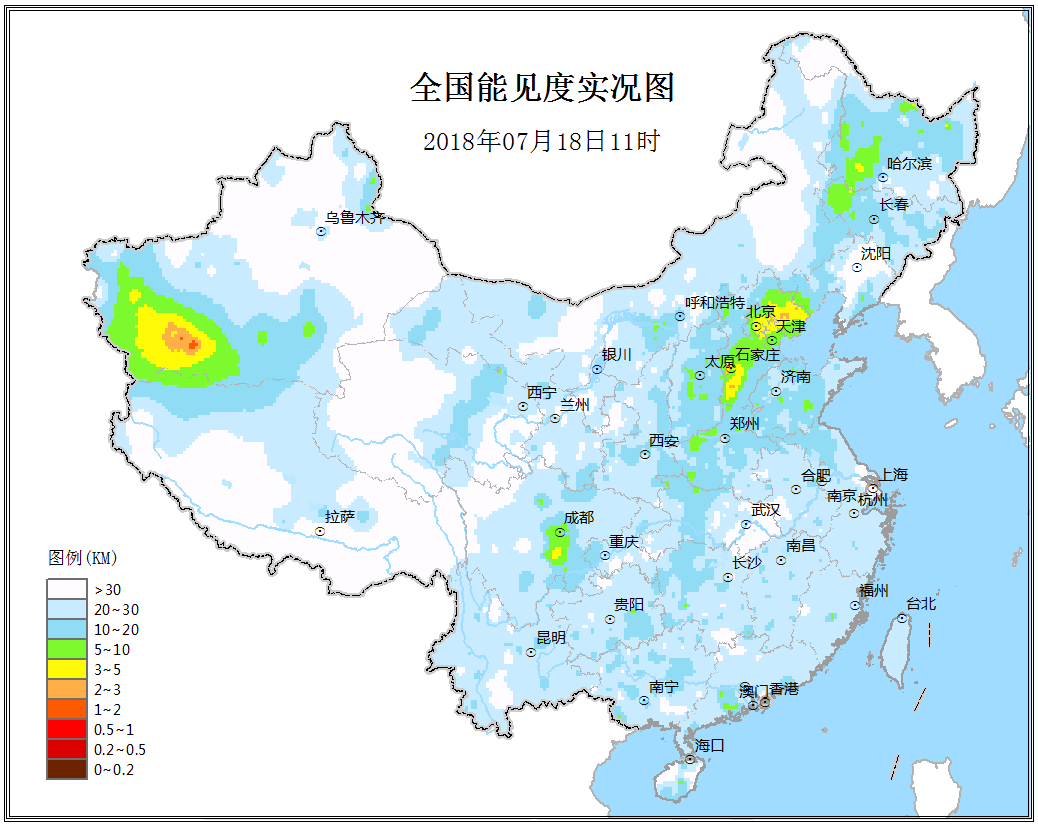 全国能见度实况图
2018年07月18日11时
哈尔滨
长春
乌鲁木齐
沈阳
呼和浩特
北京
天津
银川
太原
石家庄
济南
西宁
兰州
郑州
西安
合肥
上海
南京
杭州
拉萨
成都
武汉
重庆
南昌
长沙
福州
台北
贵阳
昆明
南宁
澳门
香港
海口
图例(KM)
>30
20~30
10~20
5~10
3~5
2~3
1~2
0.5~1
0.2~0.5
0~0.2